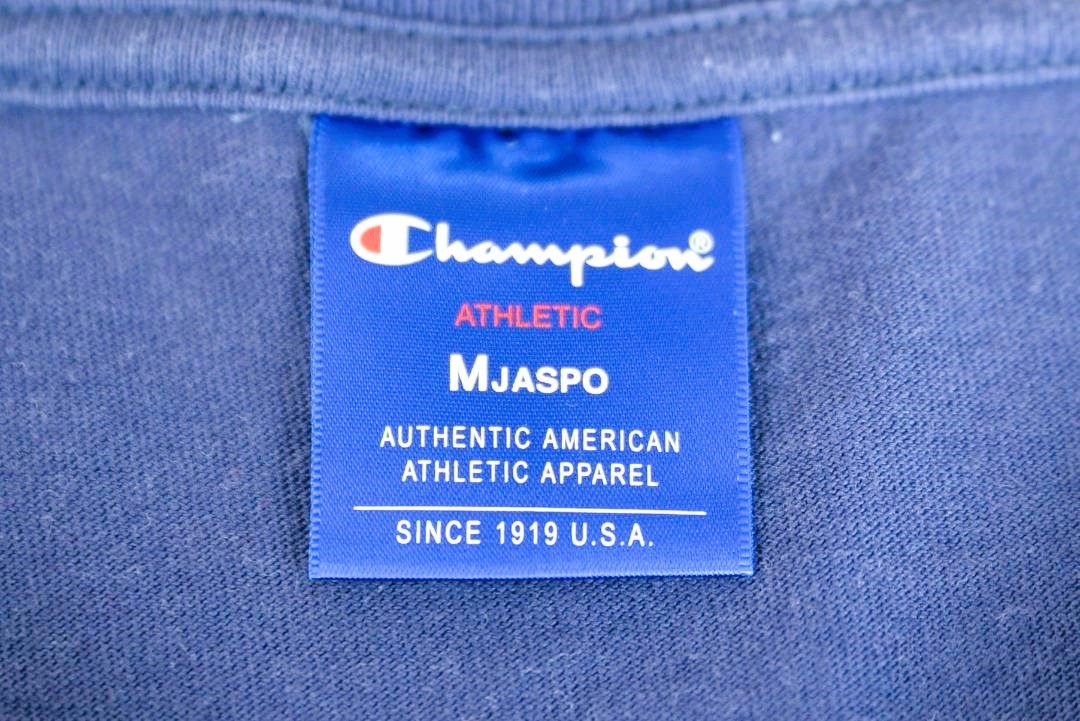 Champion®
ATHLETIC
MJASPO
AUTHENTIC AMERICAN
ATHLETIC APPAREL
SINCE 1919 U.S.A.